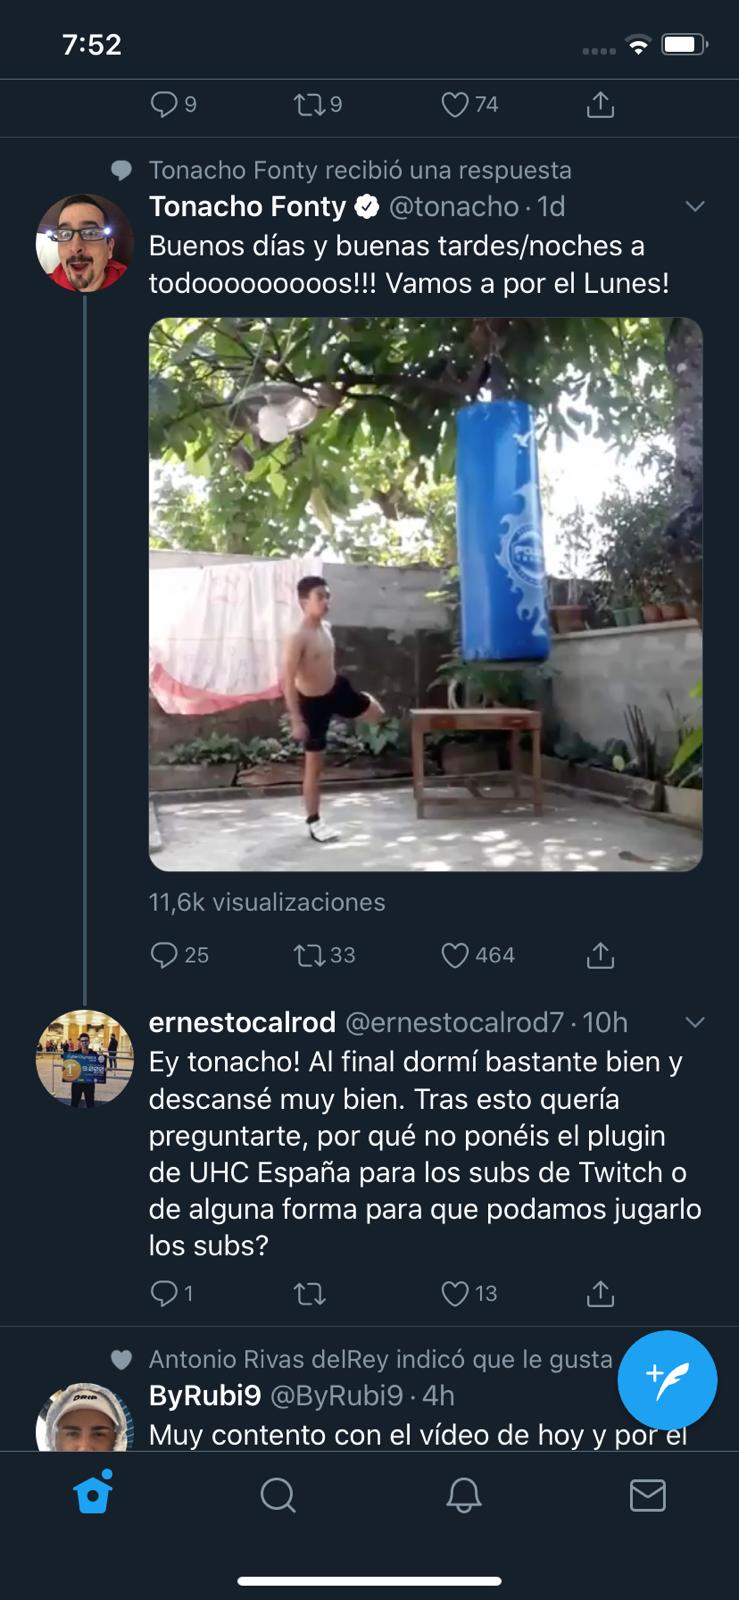 7:52
9 9 74
Tonacho Fonty recibió una respuesta
Tonacho Fonty @tonacho · 1d
Buenos días y buenas tardes/noches a
todooooooooos!!! Vamos a por el Lunes!
11,6k visualizaciones
25 33 464
ernestocalrod @ernestocalrod7 · 10h
Ey tonacho! Al final dormí bastante bien y
descansé muy bien. Tras esto quería
preguntarte, por qué no ponéis el plugin
de UHC España para los subs de Twitch o
de alguna forma para que podamos jugarlo
los subs?
1 13
Antonio Rivas delRey indicó que le gusta
ByRubi9 @ByRubi9 · 4h
Muy contento con el vídeo de hoy y por el